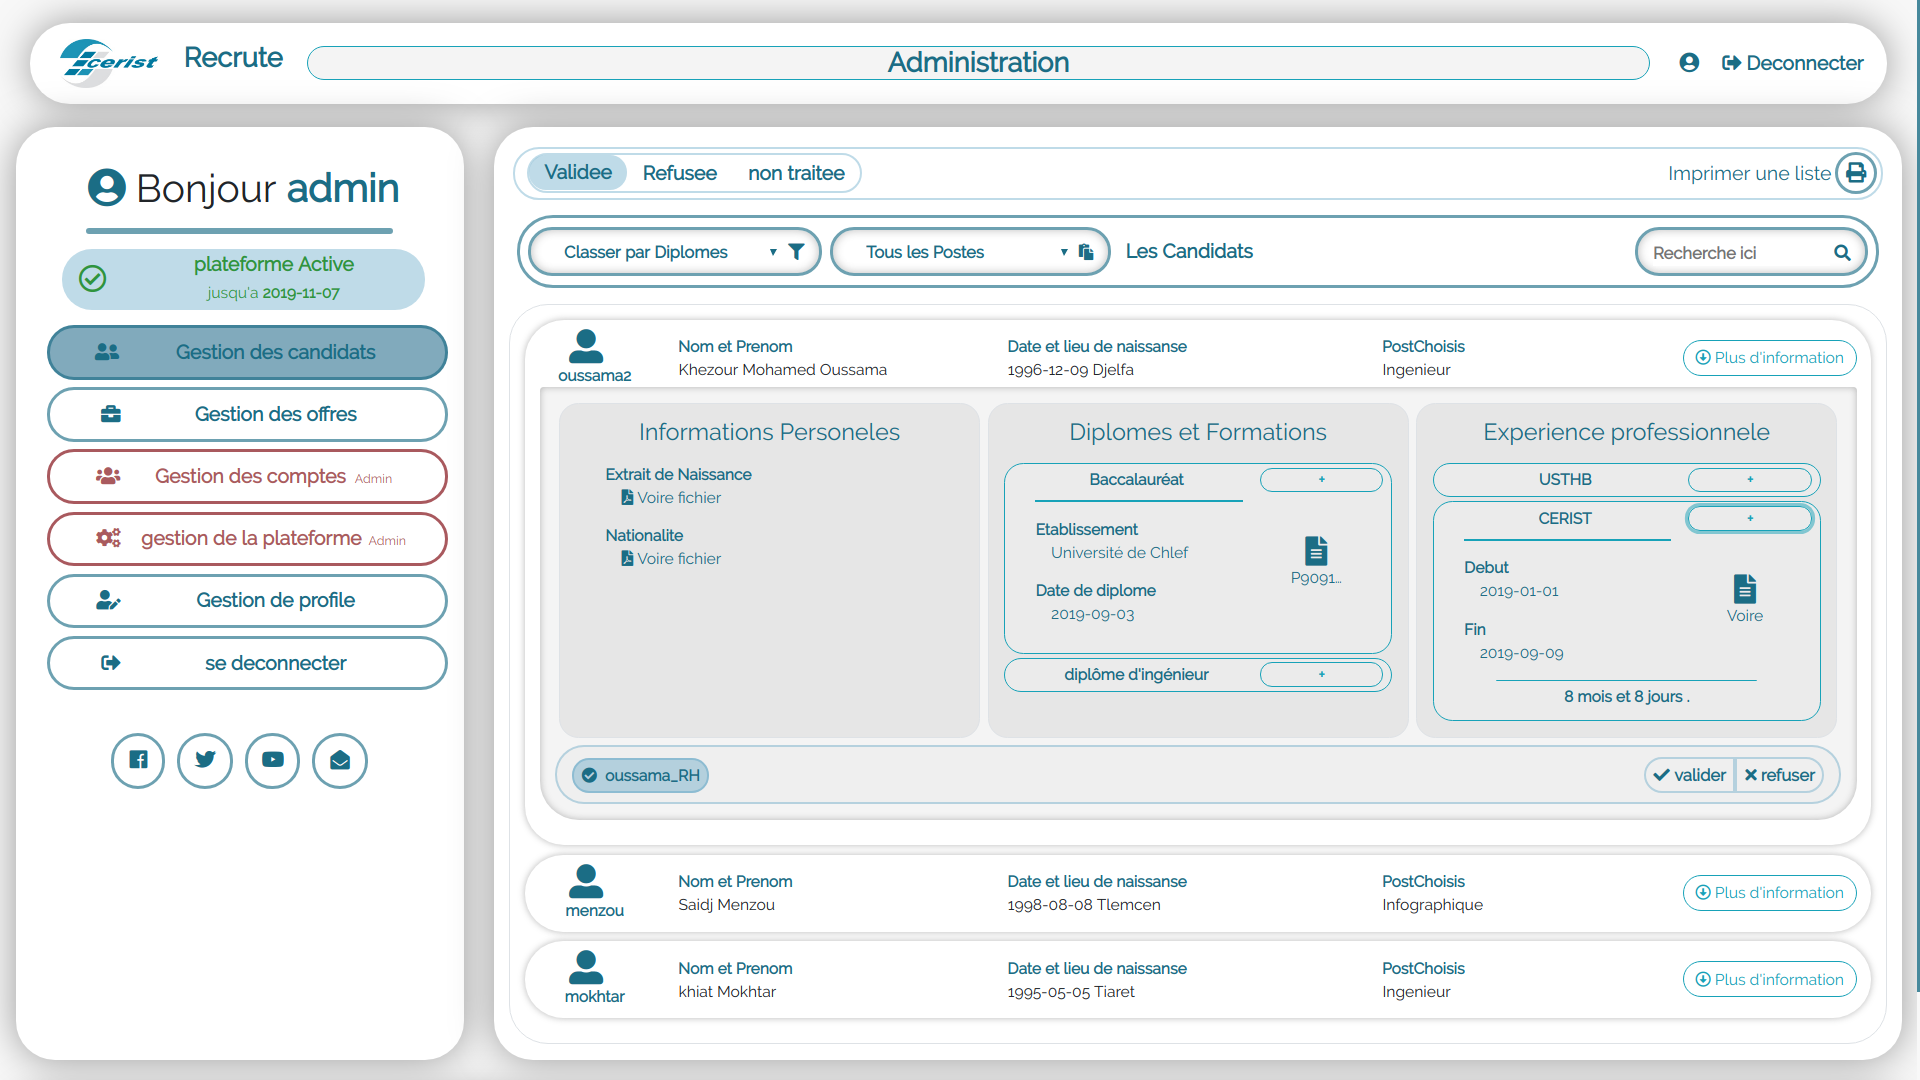 cerist
Recrute
Administration
Deconnecter
Bonjour admin
plateforme Active
jusqu'a 2019-11-07
Gestion des candidats
Gestion des offres
Gestion des comptes Admin
gestion de la plateforme Admin
Gestion de profile
se deconnecter
Validee Refusee non traitee
Imprimer une liste
Classer par Diplomes
Tous les Postes
Les Candidats
Recherche ici
oussama2
Nom et Prenom
Khezour Mohamed Oussama
Date et lieu de naissanse
1996-12-09 Djelfa
PostChoisis
Ingenieur
Plus d'information
Informations Personeles
Extrait de Naissance
Voire fichier
Nationalite
Voire fichier
Diplomes et Formations
Baccalauréat +
Etablissement
Université de Chlef
Date de diplome
2019-09-03
P9091...
diplôme d'ingénieur +
Experience professionnele
USTHB +
CERIST +
Debut
2019-01-01
Fin
2019-09-09
Voire
8 mois et 8 jours .
oussama_RH
valider refuser
menzou
Nom et Prenom
Saidj Menzou
Date et lieu de naissanse
1998-08-08 Tlemcen
PostChoisis
Infographique
Plus d'information
mokhtar
Nom et Prenom
khiat Mokhtar
Date et lieu de naissanse
1995-05-05 Tiaret
PostChoisis
Ingenieur
Plus d'information